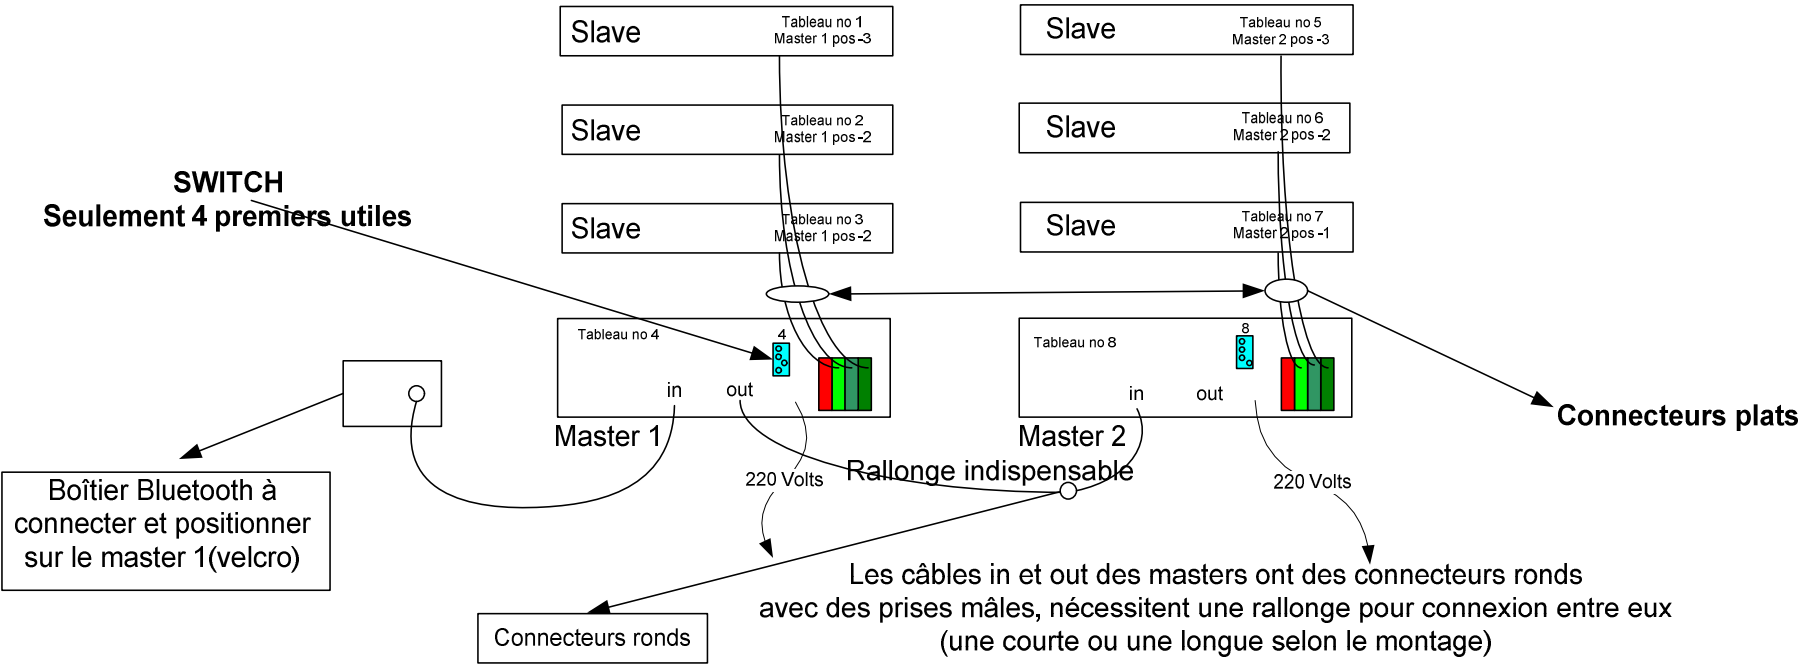 Slave
Tableau no 1
Master 1 pos -3
Slave
Tableau no 5
Master 2 pos -3
Slave
Tableau no 2
Master 1 pos -2
Slave
Tableau no 6
Master 2 pos -2
SWITCH
Seulement 4 premiers utiles
Slave
Tableau no 3
Master 1 pos -2
Slave
Tableau no 7
Master 2 pos -1
Tableau no 4
4
in
out
Master 1
Tableau no 8
8
in
out
Master 2
Connecteurs plats
Rallonge indispensable
220 Volts
220 Volts
Boîtier Bluetooth à
connecter et positionner
sur le master 1(velcro)
Connecteurs ronds
Les câbles in et out des masters ont des connecteurs ronds
avec des prises mâles, nécessitent une rallonge pour connexion entre eux
(une courte ou une longue selon le montage)